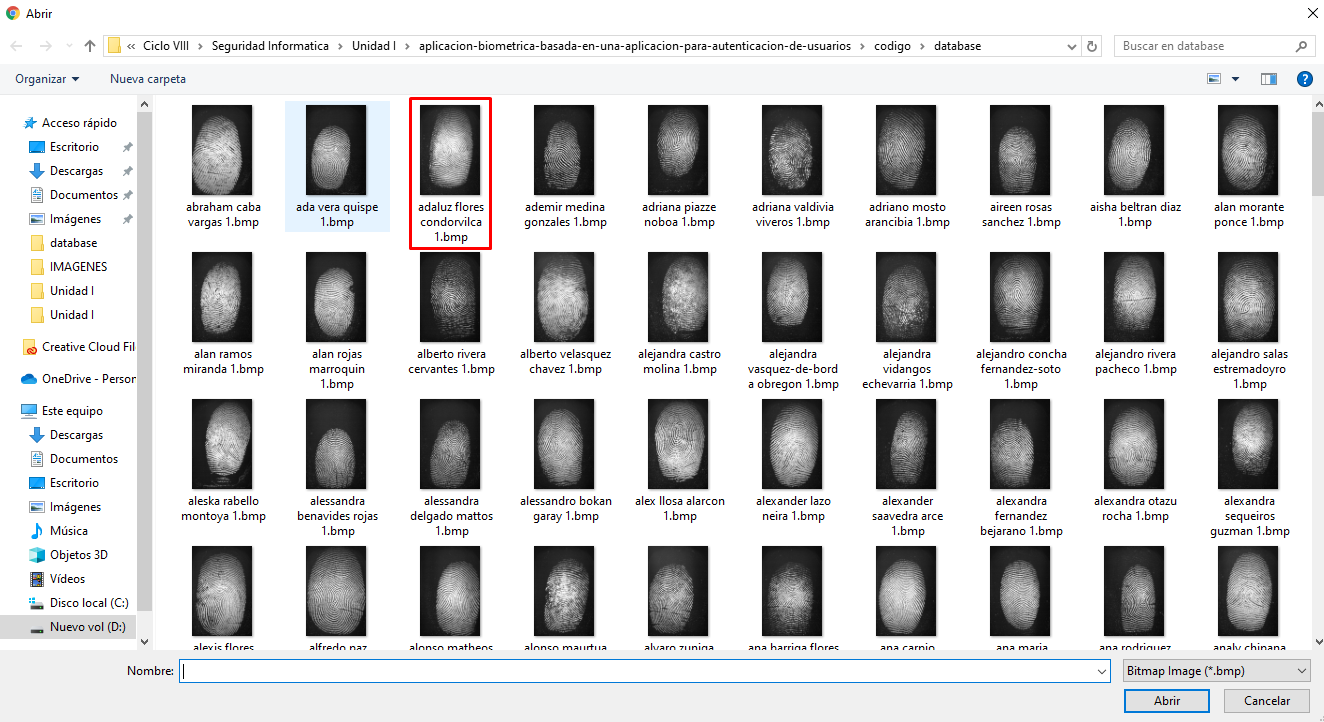 Abrir
« Ciclo VIII > Seguridad Informatica > Unidad I > aplicacion-biometrica-basada-en-una-aplicacion-para-autenticacion-de-usuarios > codigo > database
Buscar en database
Organizar
Nueva carpeta
Acceso rápido
Escritorio
Descargas
Documentos
Imágenes
database
IMAGENES
Unidad I
Unidad I
Creative Cloud Fil
OneDrive - Person
Este equipo
Descargas
Documentos
Escritorio
Imágenes
Música
Objetos 3D
Vídeos
Disco local (C:)
Nuevo vol (D:)
abraham caba
vargas 1.bmp
ada vera quispe
1.bmp
adaluz flores
condorvilca
1.bmp
ademir medina
gonzales 1.bmp
adriana piazze
noboa 1.bmp
adriana valdivia
viveros 1.bmp
adriano mosto
arancibia 1.bmp
aireen rosas
sanchez 1.bmp
aisha beltran diaz
1.bmp
alan morante
ponce 1.bmp
alan ramos
miranda 1.bmp
alan rojas
marroquin
1.bmp
alberto rivera
cervantes 1.bmp
alberto velasquez
chavez 1.bmp
alejandra castro
molina 1.bmp
alejandra
vasquez-de-bord
a obregon 1.bmp
alejandra
vidangos
echevarria 1.bmp
alejandro concha
fernandez-soto
1.bmp
alejandro rivera
pacheco 1.bmp
alejandro salas
estremadoyro
1.bmp
aleska rabello
montoya 1.bmp
alessandra
benavides rojas
1.bmp
alessandra
delgado mattos
1.bmp
alessandro bokan
garay 1.bmp
alex llosa alarcon
1.bmp
alexander lazo
neira 1.bmp
alexander
saavedra arce
1.bmp
alexandra
fernandez
bejarano 1.bmp
alexandra otazu
rocha 1.bmp
alexandra
sequeiros
guzman 1.bmp
alexis flores
alfredo paz
alonso matheos
alonso maurtua
alvaro zuniga
ana barriga flores
ana carpio
ana maria
ana rodriguez
analy chipana
Nombre:
Bitmap Image (*.bmp)
Abrir
Cancelar